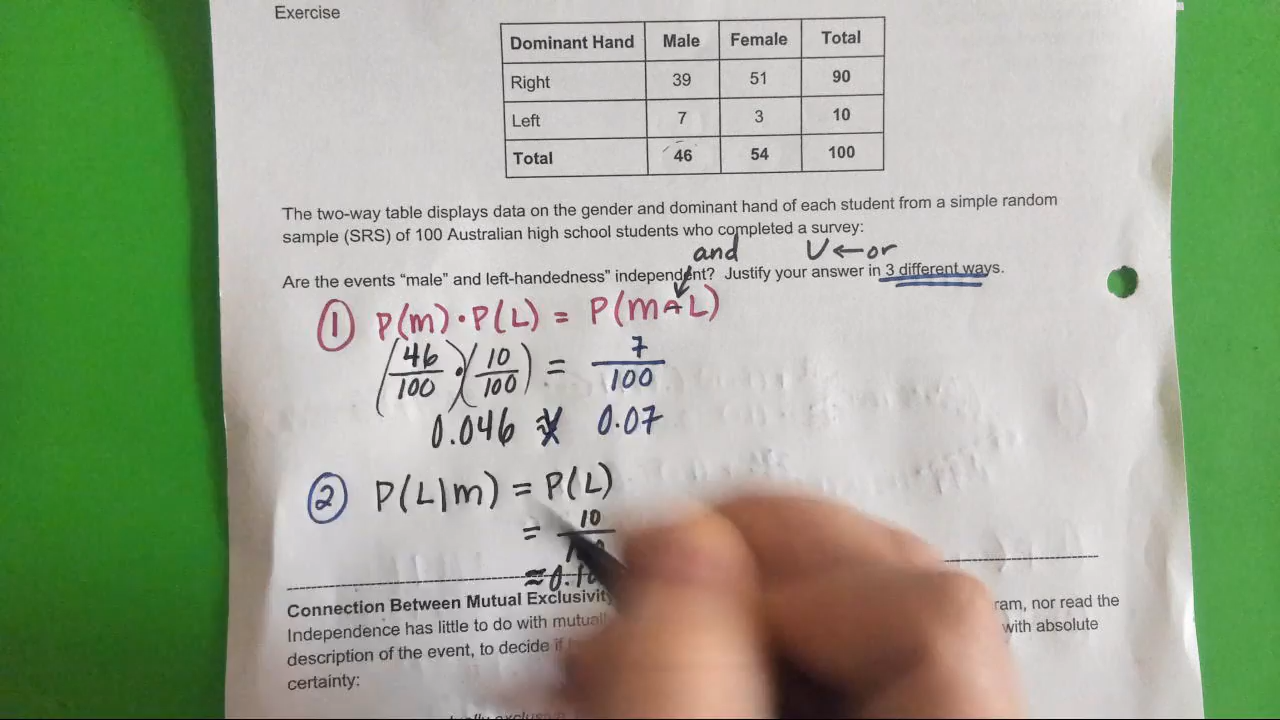 Exercise
Dominant Hand Male Female Total
Right 39 51 90
Left 7 3 10
Total 46 54 100
The two-way table displays data on the gender and dominant hand of each student from a simple random
sample (SRS) of 100 Australian high school students who completed a survey:
and U←or
Are the events “male” and left-handedness” independent? Justify your answer in 3 different ways.
① P(m)·P(L) = P(m∩L)
(46/100)·(10/100) = 7/100
0.046 ≠ 0.07
② P(L|m) = P(L)
= 10
≈0.10
Connection Between Mutual Exclusivity
ram, nor read the
Independence has little to do with mutual
with absolute
description of the event, to decide if
certainty: